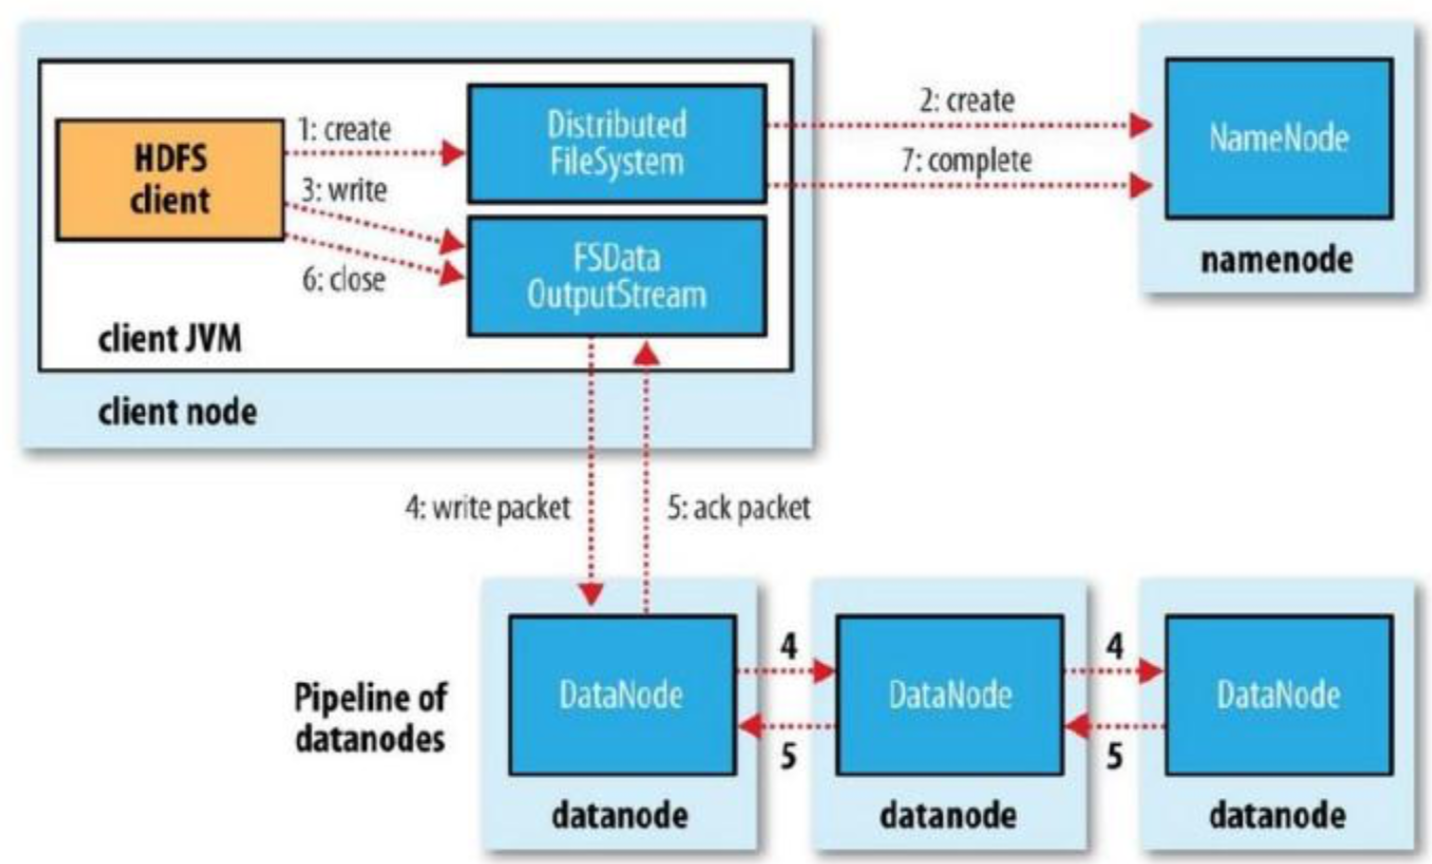 1: create
HDFS
client
3: write
6: close
client JVM
client node
Distributed
FileSystem
FSData
OutputStream
2: create
7: complete
NameNode
namenode
4: write packet
5: ack packet
Pipeline of
datanodes
DataNode
datanode
4
5
DataNode
datanode
4
5
DataNode
datanode